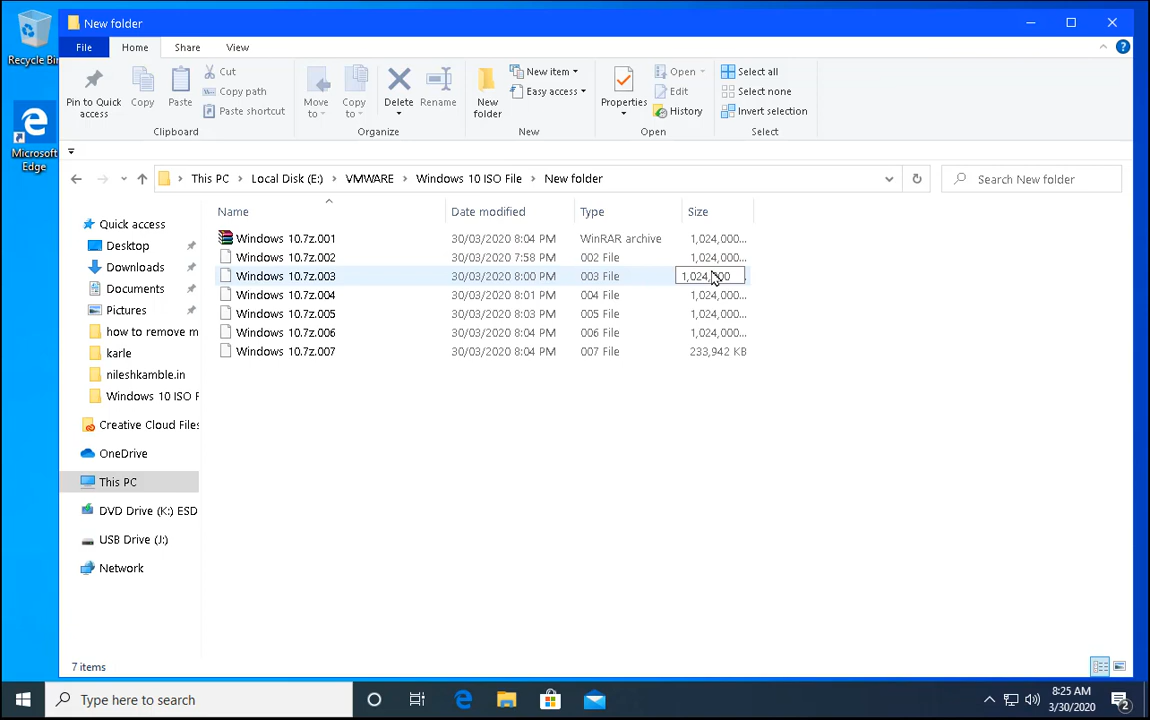 New folder
File Home Share View
Pin to Quick access
Copy
Paste
Cut
Copy path
Paste shortcut
Clipboard
Move to
Copy to
Delete
Rename
Organize
New folder
New item
Easy access
New
Properties
Open
Edit
History
Open
Select all
Select none
Invert selection
Select
This PC > Local Disk (E:) > VMWARE > Windows 10 ISO File > New folder
Search New folder
Name Date modified Type Size
Windows 10.7z.001 30/03/2020 8:04 PM WinRAR archive 1,024,000...
Windows 10.7z.002 30/03/2020 7:58 PM 002 File 1,024,000...
Windows 10.7z.003 30/03/2020 8:00 PM 003 File 1,024,000
Windows 10.7z.004 30/03/2020 8:01 PM 004 File 1,024,000...
Windows 10.7z.005 30/03/2020 8:03 PM 005 File 1,024,000...
Windows 10.7z.006 30/03/2020 8:04 PM 006 File 1,024,000...
Windows 10.7z.007 30/03/2020 8:04 PM 007 File 233,942 KB
Quick access
Desktop
Downloads
Documents
Pictures
how to remove m
karle
nileshkamble.in
Windows 10 ISO F
Creative Cloud Files
OneDrive
This PC
DVD Drive (K:) ESD
USB Drive (J:)
Network
7 items
Recycle Bin
Microsoft
Edge
Type here to search
8:25 AM
3/30/2020
2